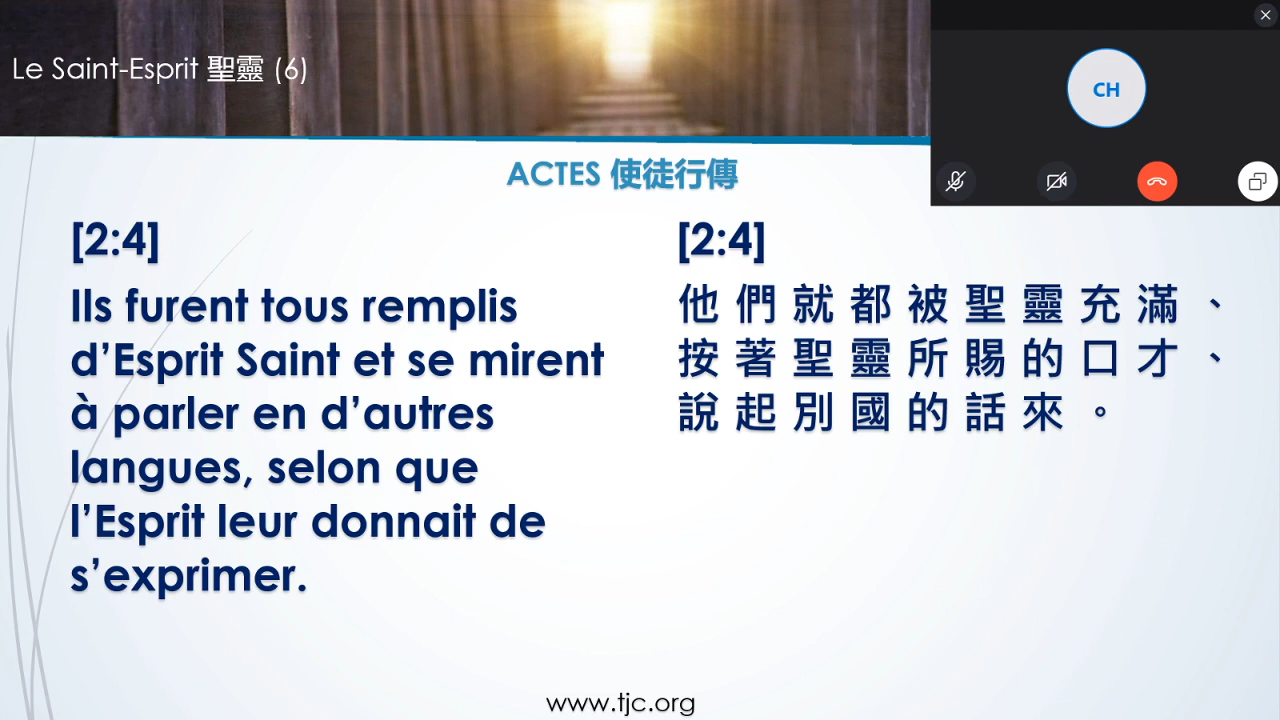 Le Saint-Esprit 聖靈 (6)
CH
ACTES 使徒行傳
[2:4]
Ils furent tous remplis
d’Esprit Saint et se mirent
à parler en d’autres
langues, selon que
l’Esprit leur donnait de
s’exprimer.
[2:4]
他們就都被聖靈充滿、
按著聖靈所賜的口才、
說起別國的話來。
www.tjc.org